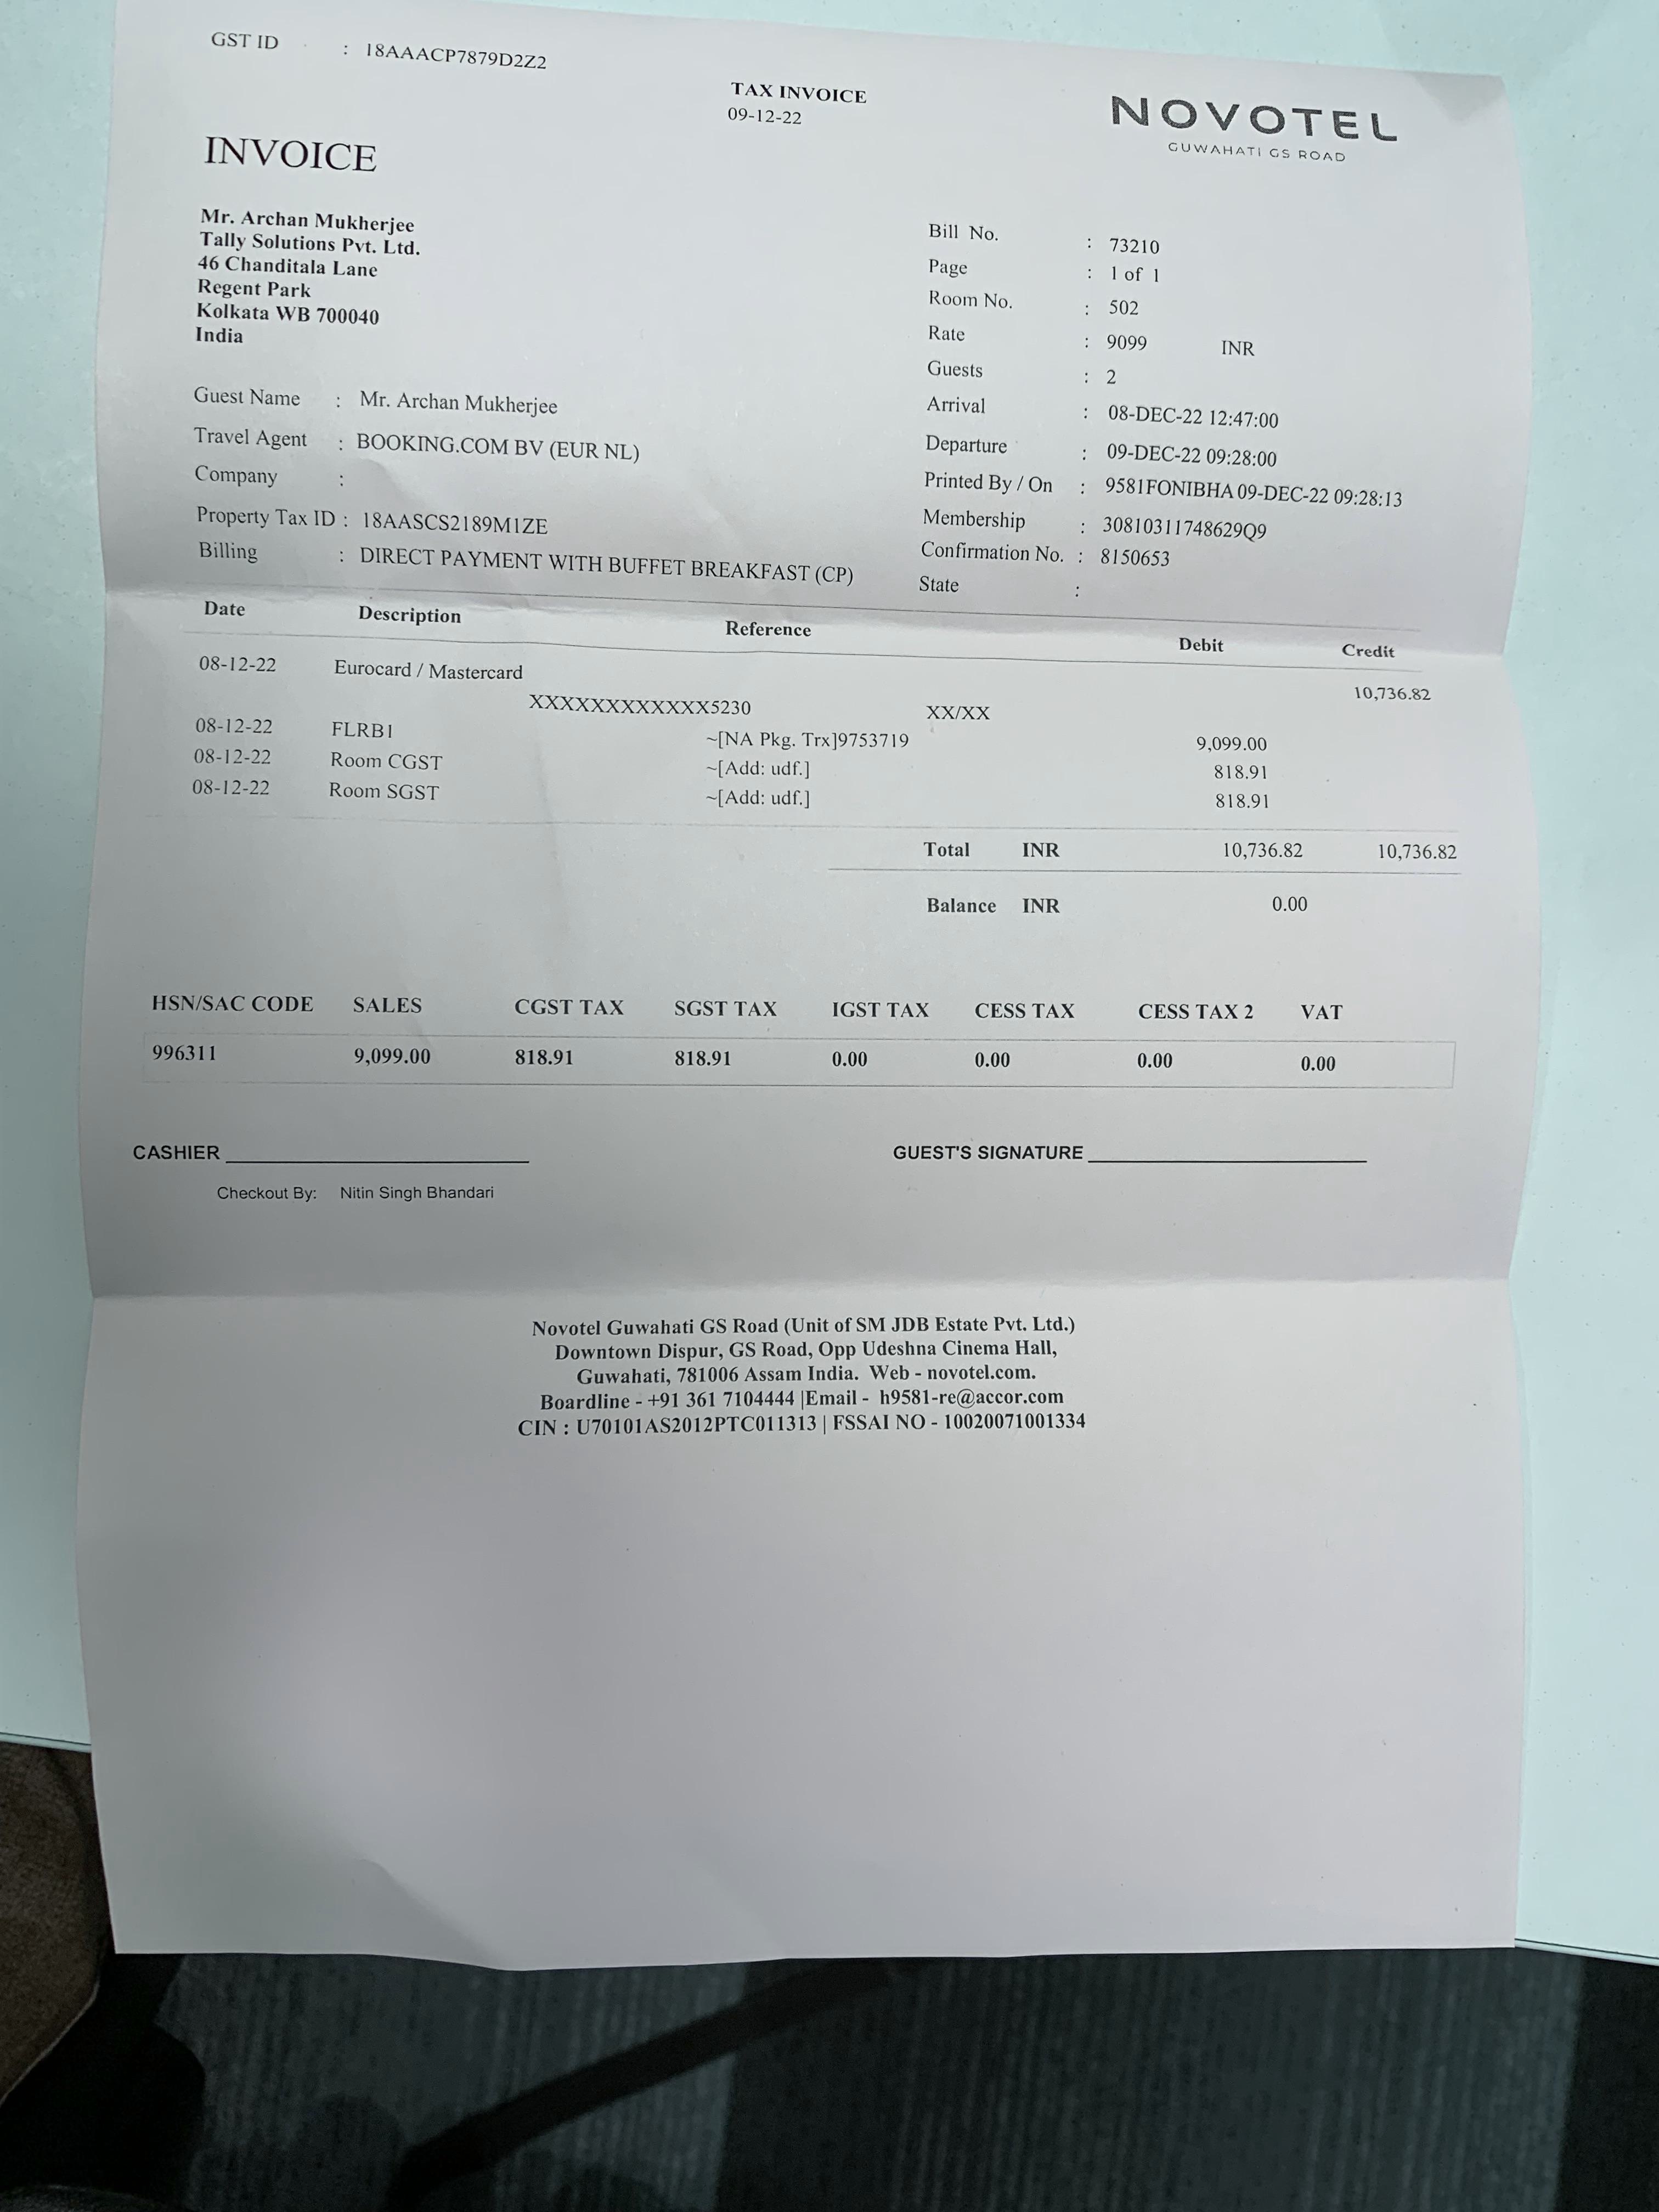 GST ID : 18AAACP7879D2Z2
TAX INVOICE
09-12-22
NOVOTEL
GUWAHATI GS ROAD
INVOICE
Mr. Archan Mukherjee
Tally Solutions Pvt. Ltd.
46 Chanditala Lane
Regent Park
Kolkata WB 700040
India
Bill No. : 73210
Page : 1 of 1
Room No. : 502
Rate : 9099 INR
Guests : 2
Arrival : 08-DEC-22 12:47:00
Departure : 09-DEC-22 09:28:00
Printed By / On : 9581FONIBHA 09-DEC-22 09:28:13
Membership : 30810311748629Q9
Confirmation No. : 8150653
State :
Guest Name : Mr. Archan Mukherjee
Travel Agent : BOOKING.COM BV (EUR NL)
Company :
Property Tax ID : 18AASCS2189M1ZE
Billing : DIRECT PAYMENT WITH BUFFET BREAKFAST (CP)
Date Description Reference Debit Credit
08-12-22 Eurocard / Mastercard 10,736.82
XXXXXXXXXXXX5230 XX/XX
08-12-22 FLRB1 ~[NA Pkg. Trx]9753719 9,099.00
08-12-22 Room CGST ~[Add: udf.] 818.91
08-12-22 Room SGST ~[Add: udf.] 818.91
Total INR 10,736.82 10,736.82
Balance INR 0.00
HSN/SAC CODE SALES CGST TAX SGST TAX IGST TAX CESS TAX CESS TAX 2 VAT
996311 9,099.00 818.91 818.91 0.00 0.00 0.00 0.00
CASHIER GUEST'S SIGNATURE
Checkout By: Nitin Singh Bhandari
Novotel Guwahati GS Road (Unit of SM JDB Estate Pvt. Ltd.)
Downtown Dispur, GS Road, Opp Udeshna Cinema Hall,
Guwahati, 781006 Assam India. Web - novotel.com.
Boardline - +91 361 7104444 |Email - h9581-re@accor.com
CIN : U70101AS2012PTC011313 | FSSAI NO - 10020071001334